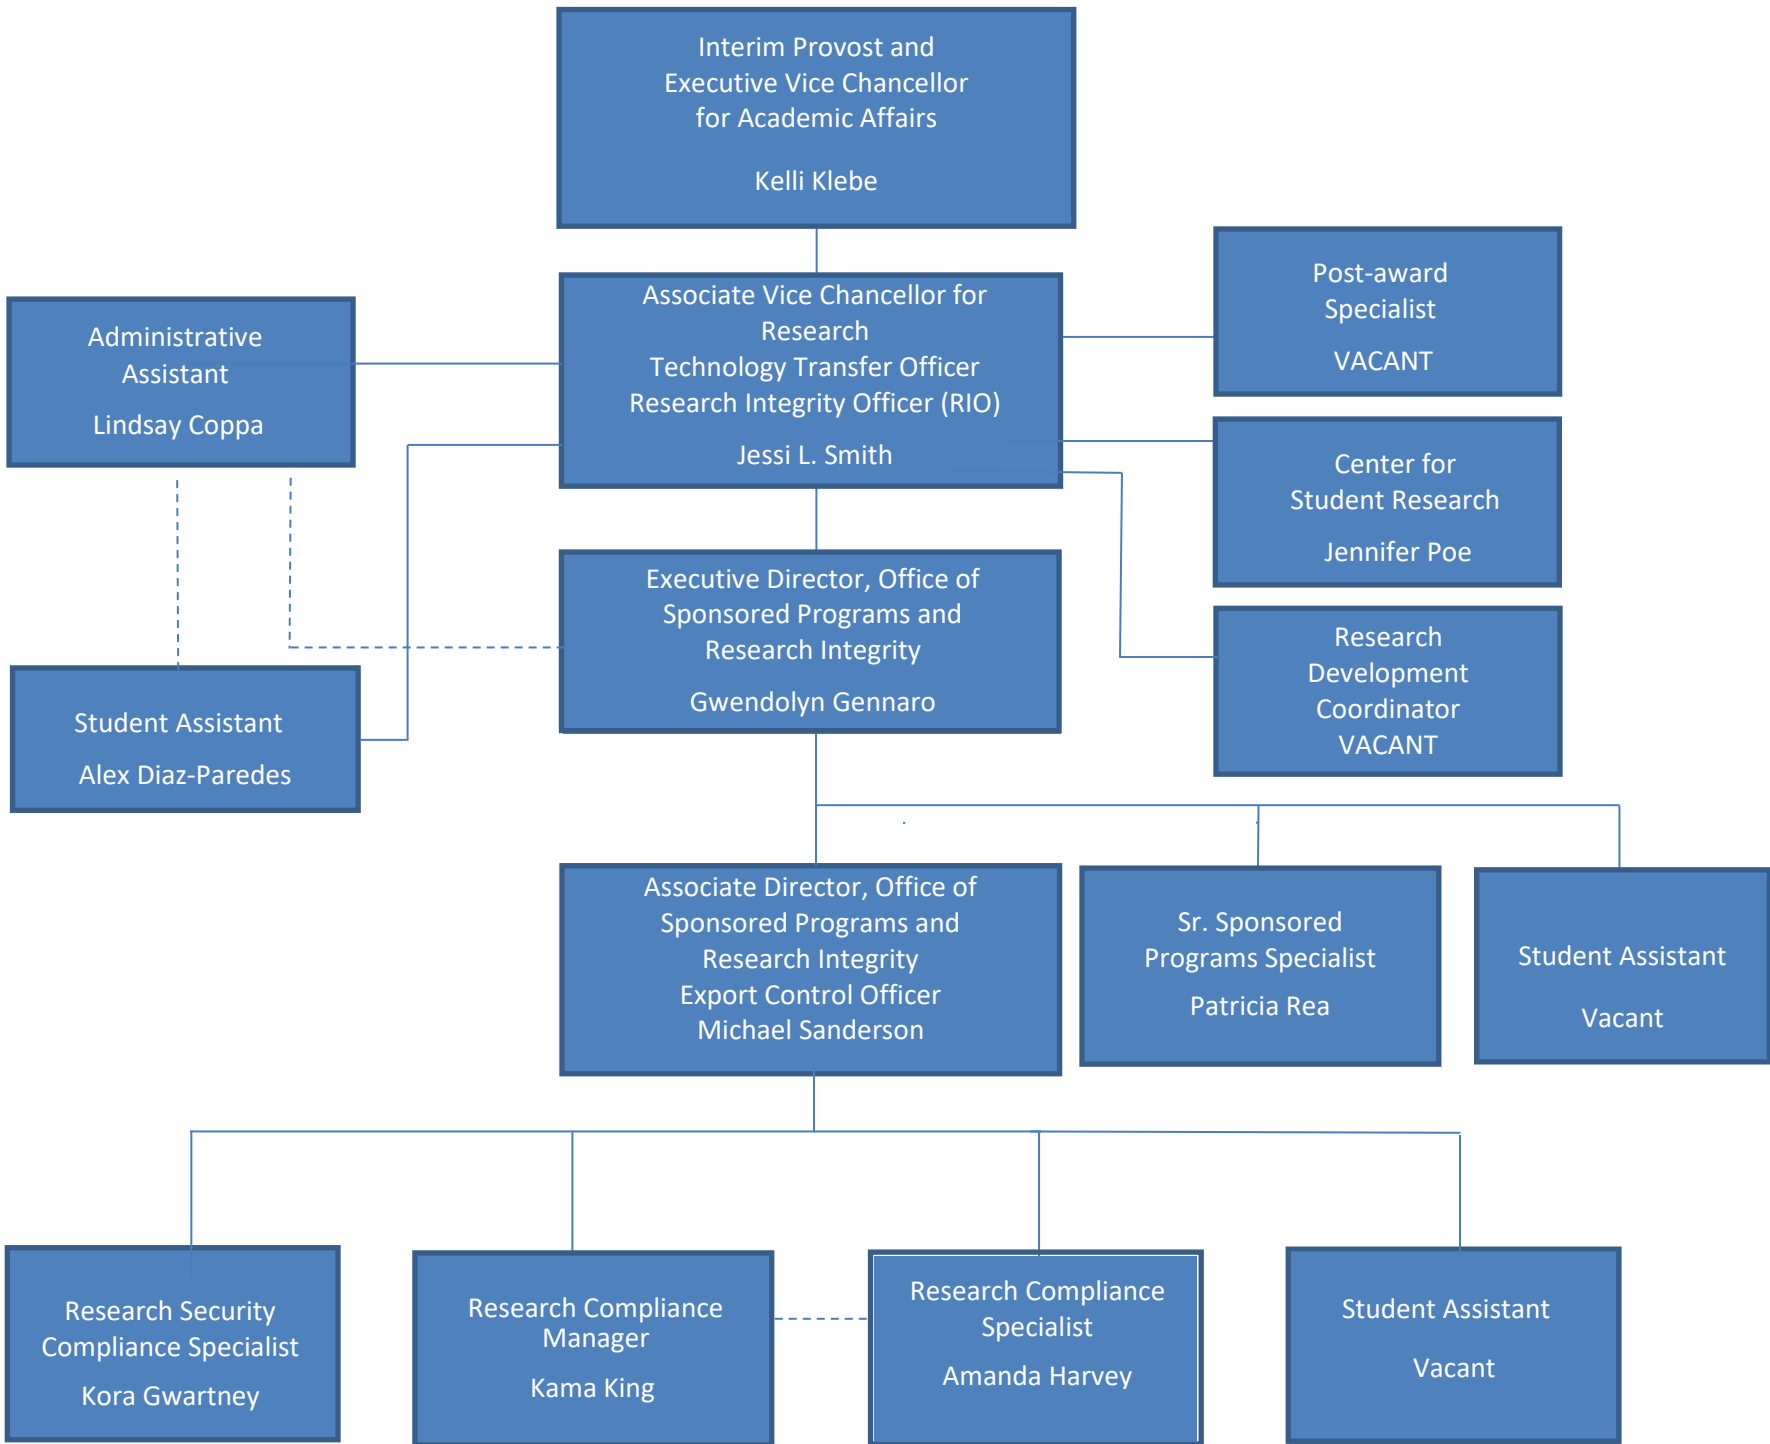 Interim Provost and
Executive Vice Chancellor
for Academic Affairs
Kelli Klebe
Administrative
Assistant
Lindsay Coppa
Associate Vice Chancellor for
Research
Technology Transfer Officer
Research Integrity Officer (RIO)
Jessi L. Smith
Post-award
Specialist
VACANT
Center for
Student Research
Jennifer Poe
Executive Director, Office of
Sponsored Programs and
Research Integrity
Gwendolyn Gennaro
Research
Development
Coordinator
VACANT
Student Assistant
Alex Diaz-Paredes
Associate Director, Office of
Sponsored Programs and
Research Integrity
Export Control Officer
Michael Sanderson
Sr. Sponsored
Programs Specialist
Patricia Rea
Student Assistant
Vacant
Research Security
Compliance Specialist
Kora Gwartney
Research Compliance
Manager
Kama King
Research Compliance
Specialist
Amanda Harvey
Student Assistant
Vacant